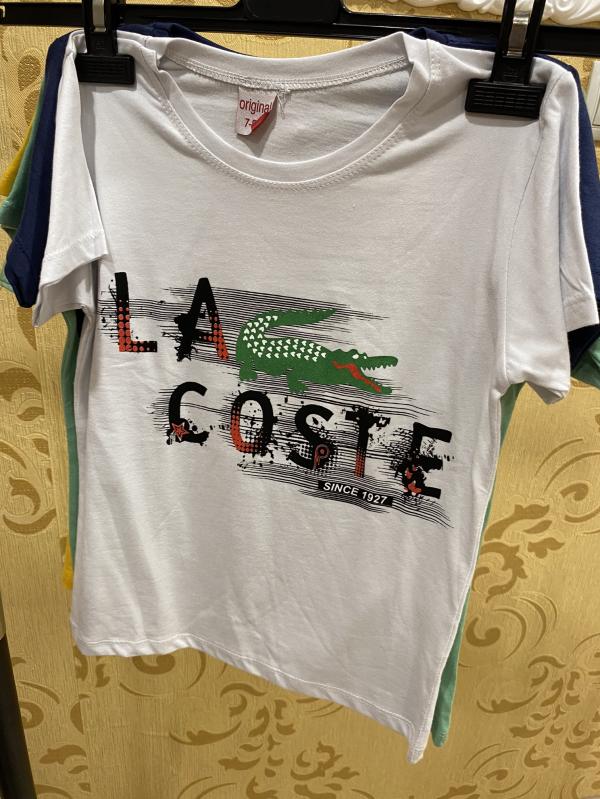 original
LA
COSTE
SINCE 1927